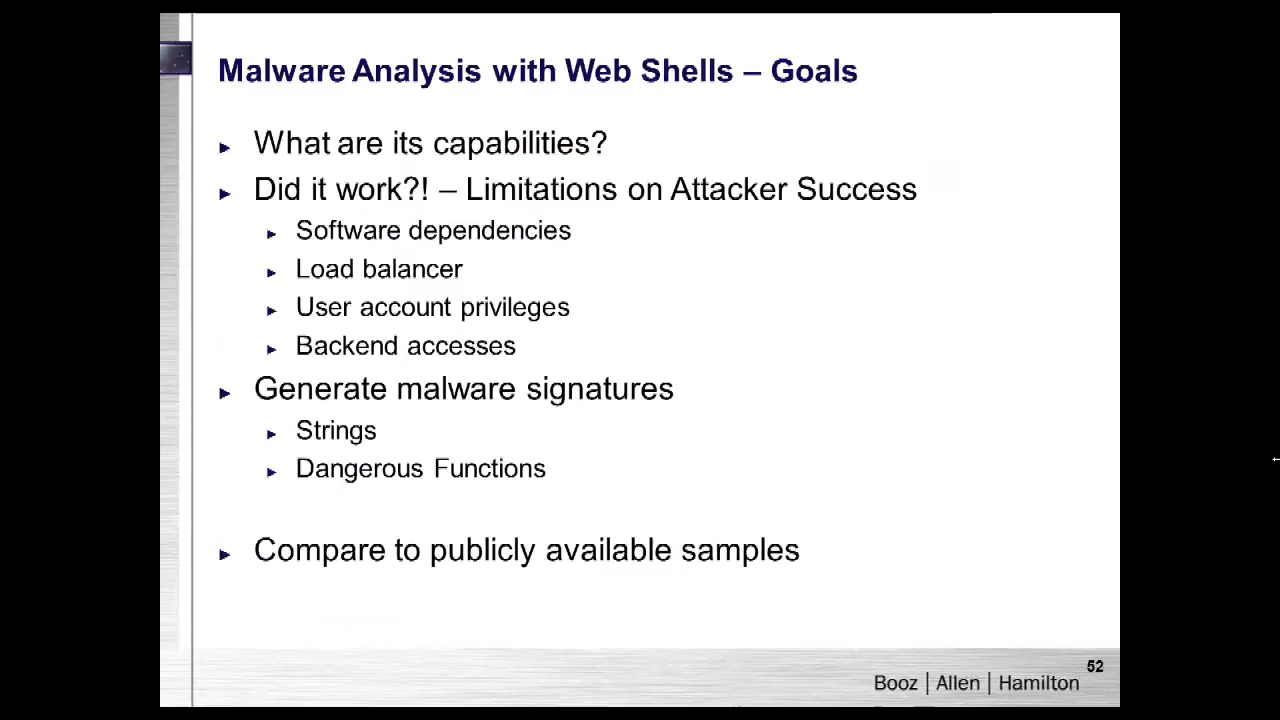 Malware Analysis with Web Shells – Goals
What are its capabilities?
Did it work?! – Limitations on Attacker Success
Software dependencies
Load balancer
User account privileges
Backend accesses
Generate malware signatures
Strings
Dangerous Functions
Compare to publicly available samples
52
Booz | Allen | Hamilton